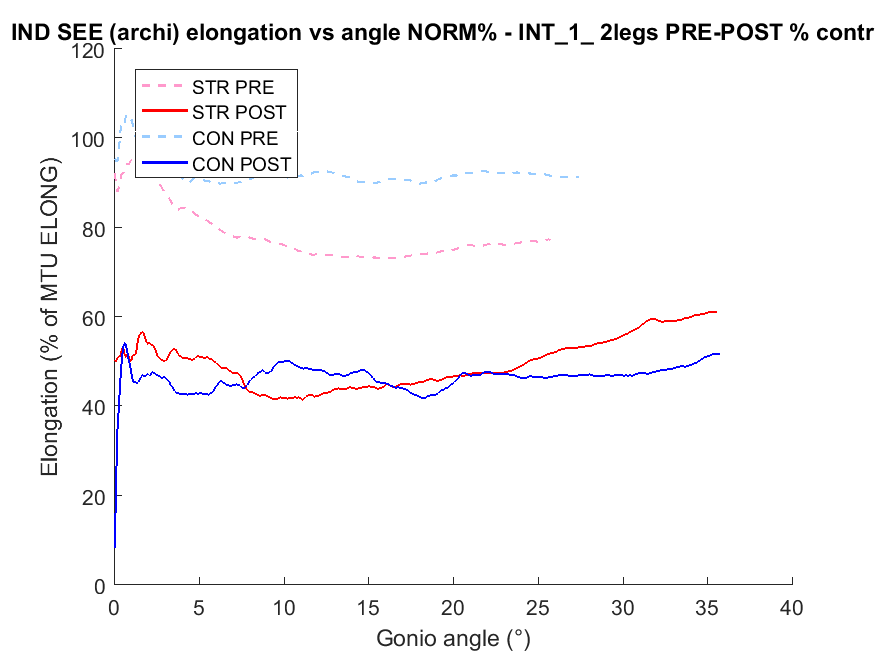 IND SEE (archi) elongation vs angle NORM% - INT_1_ 2legs PRE-POST % contr
120
100
80
60
40
20
0
Elongation (% of MTU ELONG)
STR PRE
STR POST
CON PRE
CON POST
0 5 10 15 20 25 30 35 40
Gonio angle (°)